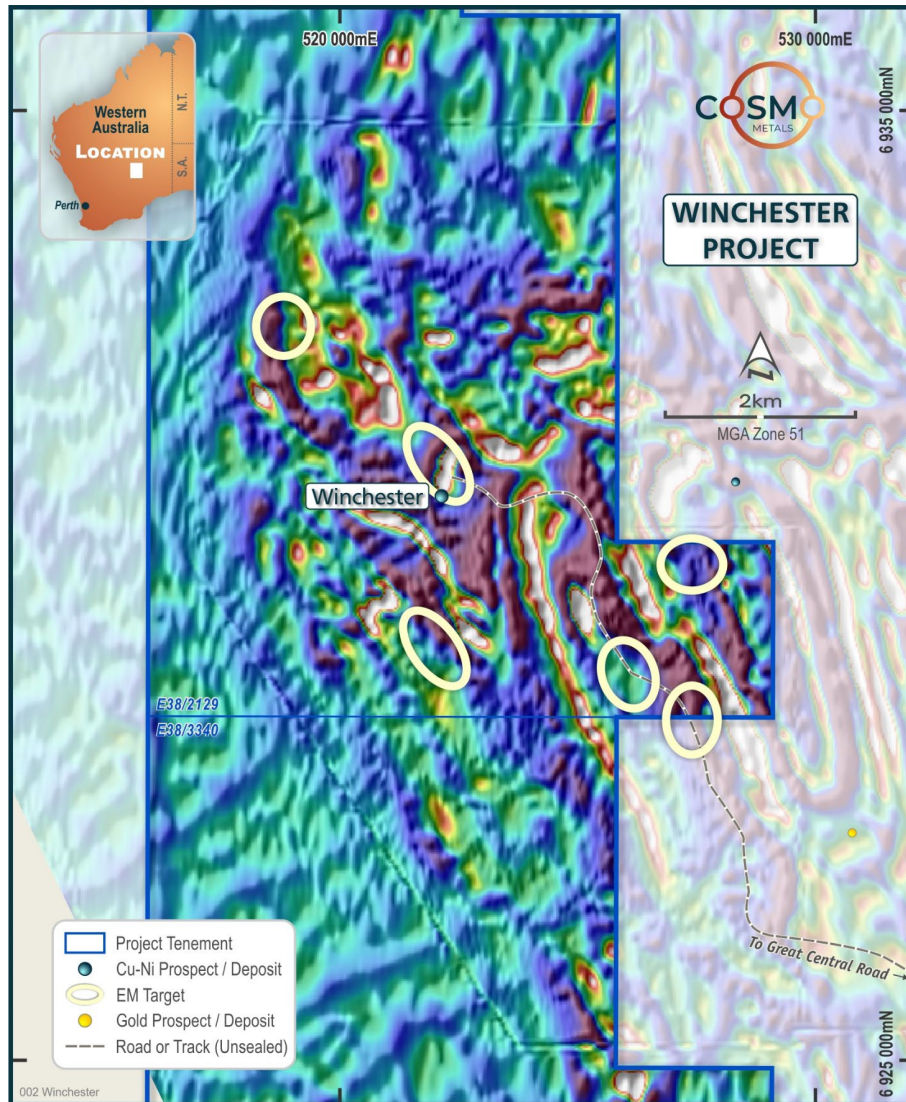 520 000mE
530 000mE
6 935 000mN
Western
Australia
LOCATION
N.T.
S.A.
Perth
COSMO
METALS
WINCHESTER
PROJECT
N
2km
MGA Zone 51
Winchester
E38/2129
E38/3340
Project Tenement
Cu-Ni Prospect / Deposit
EM Target
Gold Prospect / Deposit
Road or Track (Unsealed)
To Great Central Road →
6 925 000mN
002 Winchester